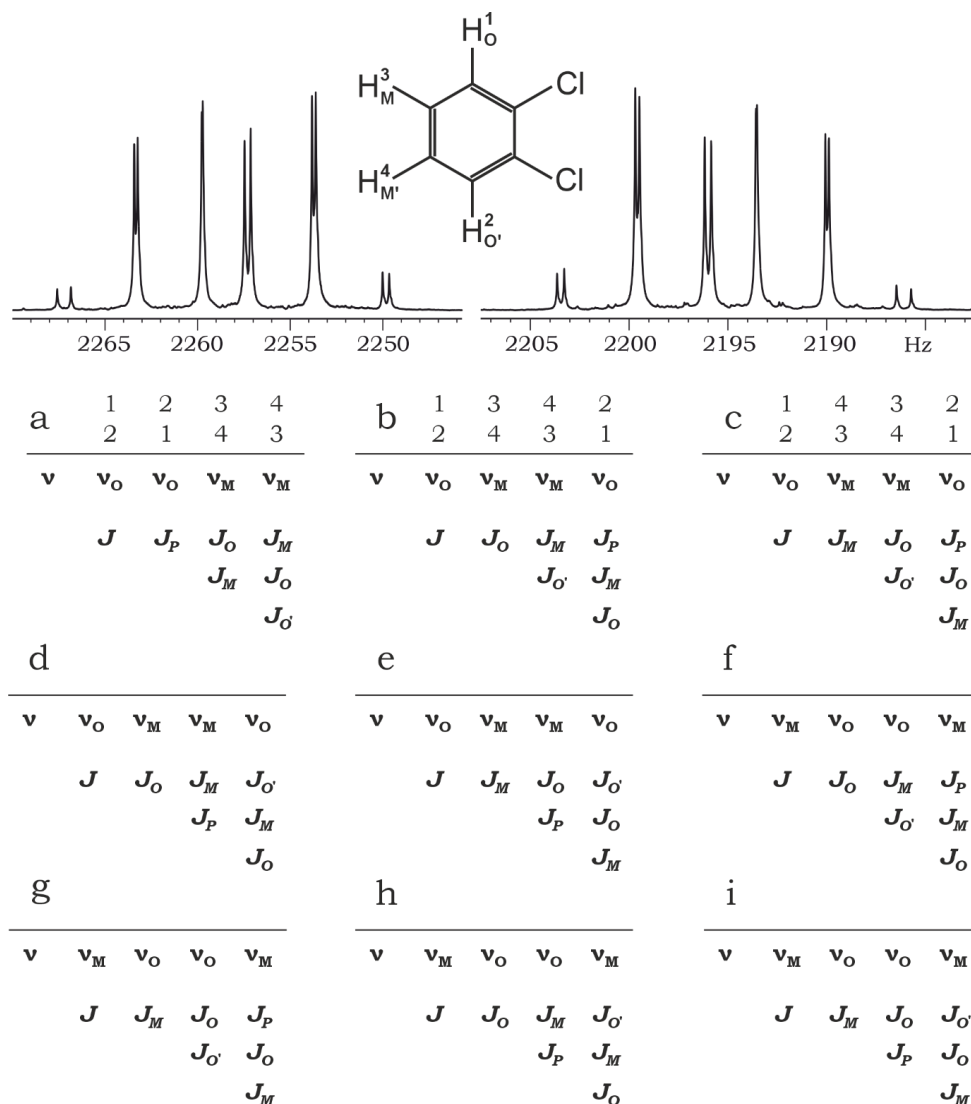 H¹O
H³M
Cl
H⁴M'
Cl
H²O'
2265 2260 2255 2250 2205 2200 2195 2190 Hz
a 1 2 3 4 b 1 3 4 2 c 1 4 3 2
2 1 4 3 2 4 3 1 2 3 4 1
ν νO νO νM νM ν νO νM νM νO ν νO νM νM νO
J JP JO JM J JO JM JP J JM JO JP
JM JO JO' JM JO' JO
JO' JO JM
d e f
ν νO νM νM νO ν νO νM νM νO ν νM νO νO νM
J JO JM JO' J JM JO JO' J JO JM JP
JP JM JP JO JO' JM
JO JM JO
g h i
ν νM νO νO νM ν νM νO νO νM ν νM νO νO νM
J JM JO JP J JO JM JO' J JM JO JO'
JO' JO JP JM JP JO
JM JO JM